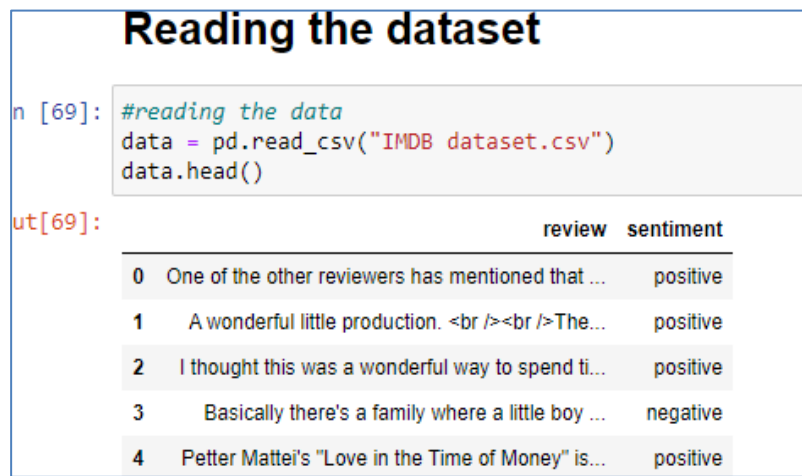 Reading the dataset
n [69]: #reading the data
data = pd.read_csv("IMDB dataset.csv")
data.head()
ut[69]:
review sentiment
0 One of the other reviewers has mentioned that ... positive
1 A wonderful little production. <br /><br />The... positive
2 I thought this was a wonderful way to spend ti... positive
3 Basically there's a family where a little boy ... negative
4 Petter Mattei's "Love in the Time of Money" is... positive